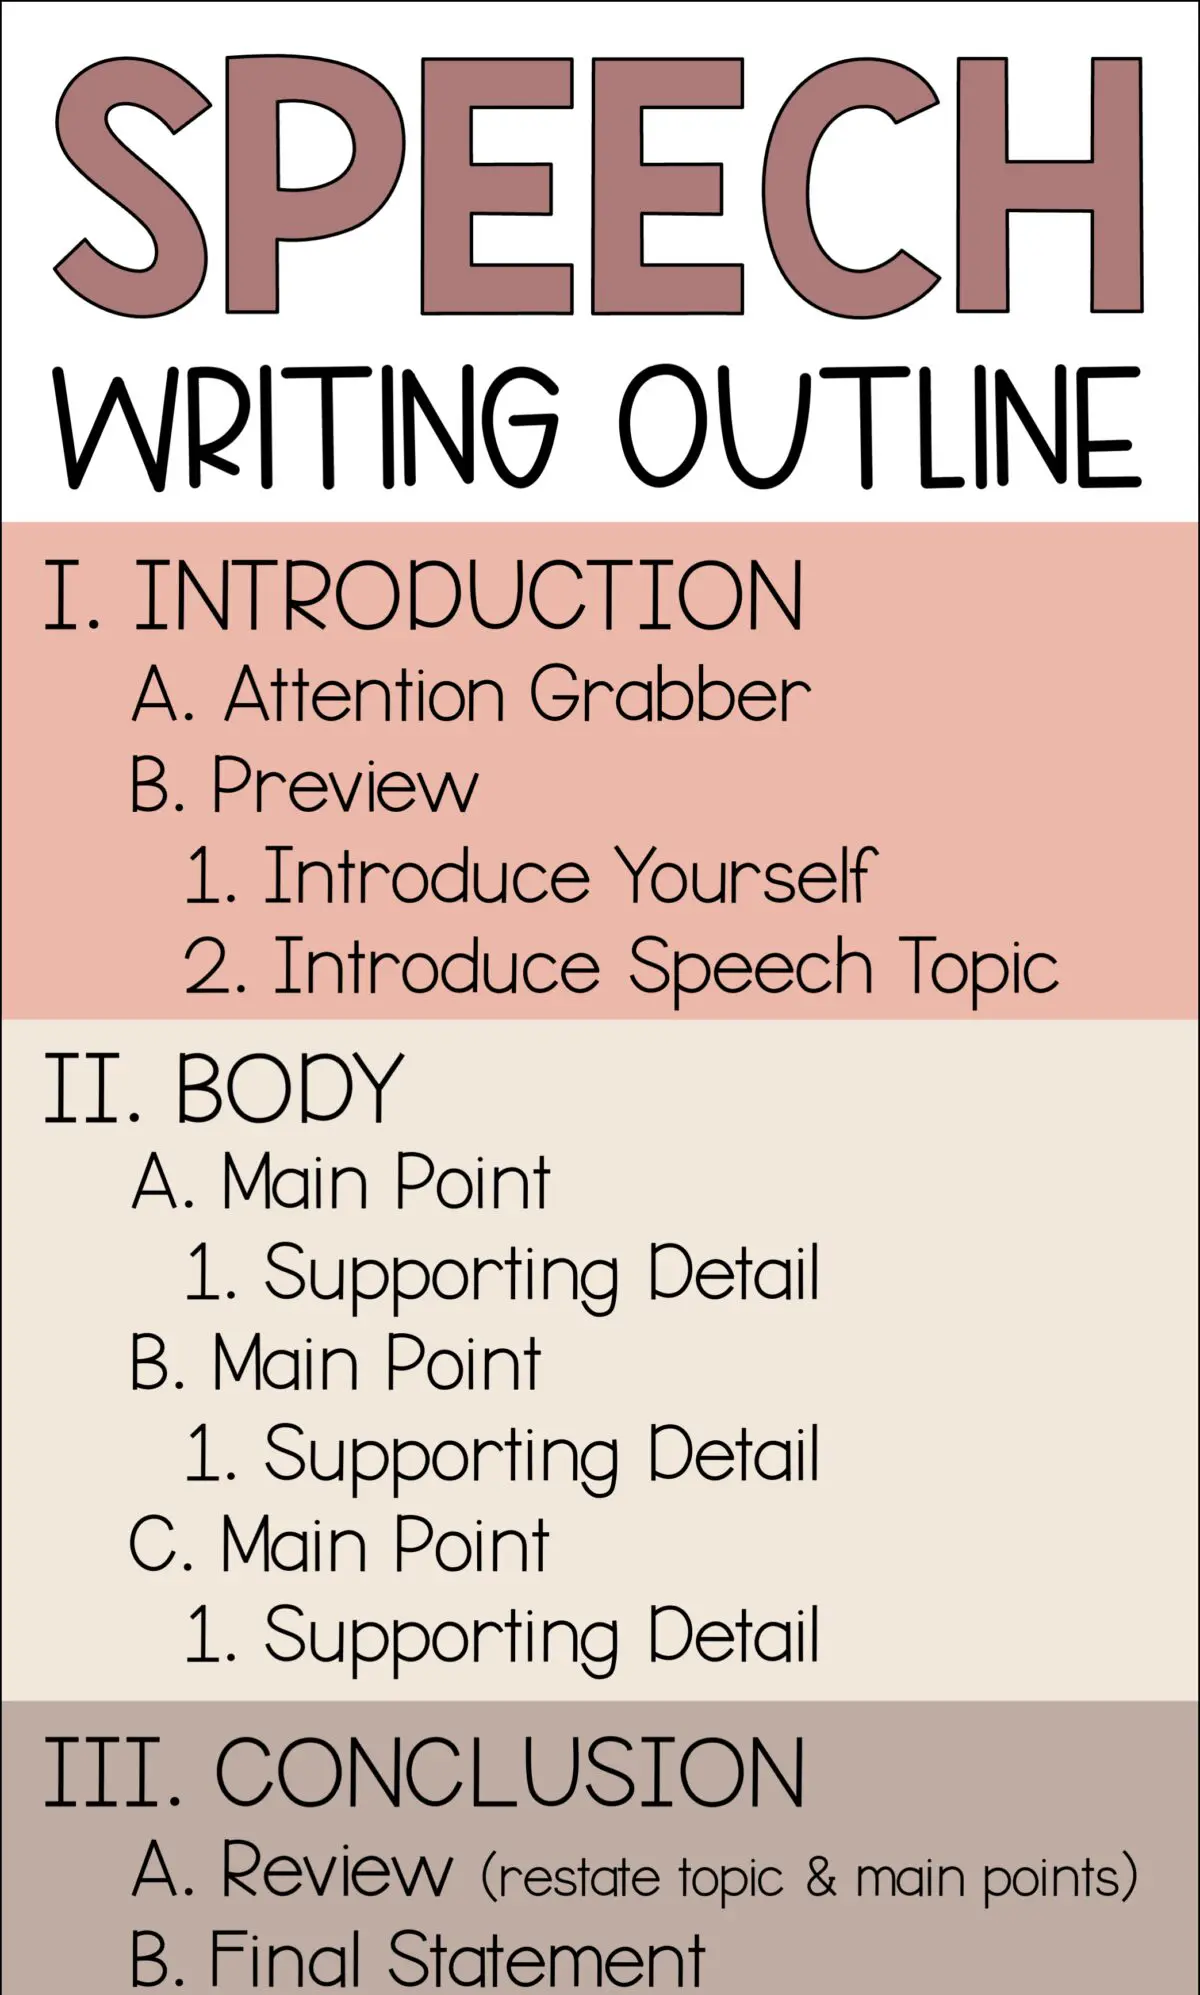 SPEECH
WRITING OUTLINE
I. INTRODUCTION
A. Attention Grabber
B. Preview
1. Introduce Yourself
2. Introduce Speech Topic
II. BODY
A. Main Point
1. Supporting Detail
B. Main Point
1. Supporting Detail
C. Main Point
1. Supporting Detail
III. CONCLUSION
A. Review (restate topic & main points)
B. Final Statement